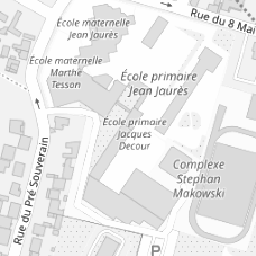 École maternelle
Jean Jaurès
Rue du 8 Mai
École maternelle
Marthe
Tesson
École primaire
Jean Jaurès
École primaire
Jacques
Decour
Complexe
Stephan
Makowski
Rue du Pré Souverain
P